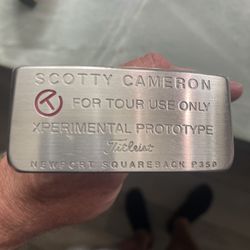 SCOTTY CAMERON
T FOR TOUR USE ONLY
XPERIMENTAL PROTOTYPE
Titleist
NEWPORT SQUAREBACK P350